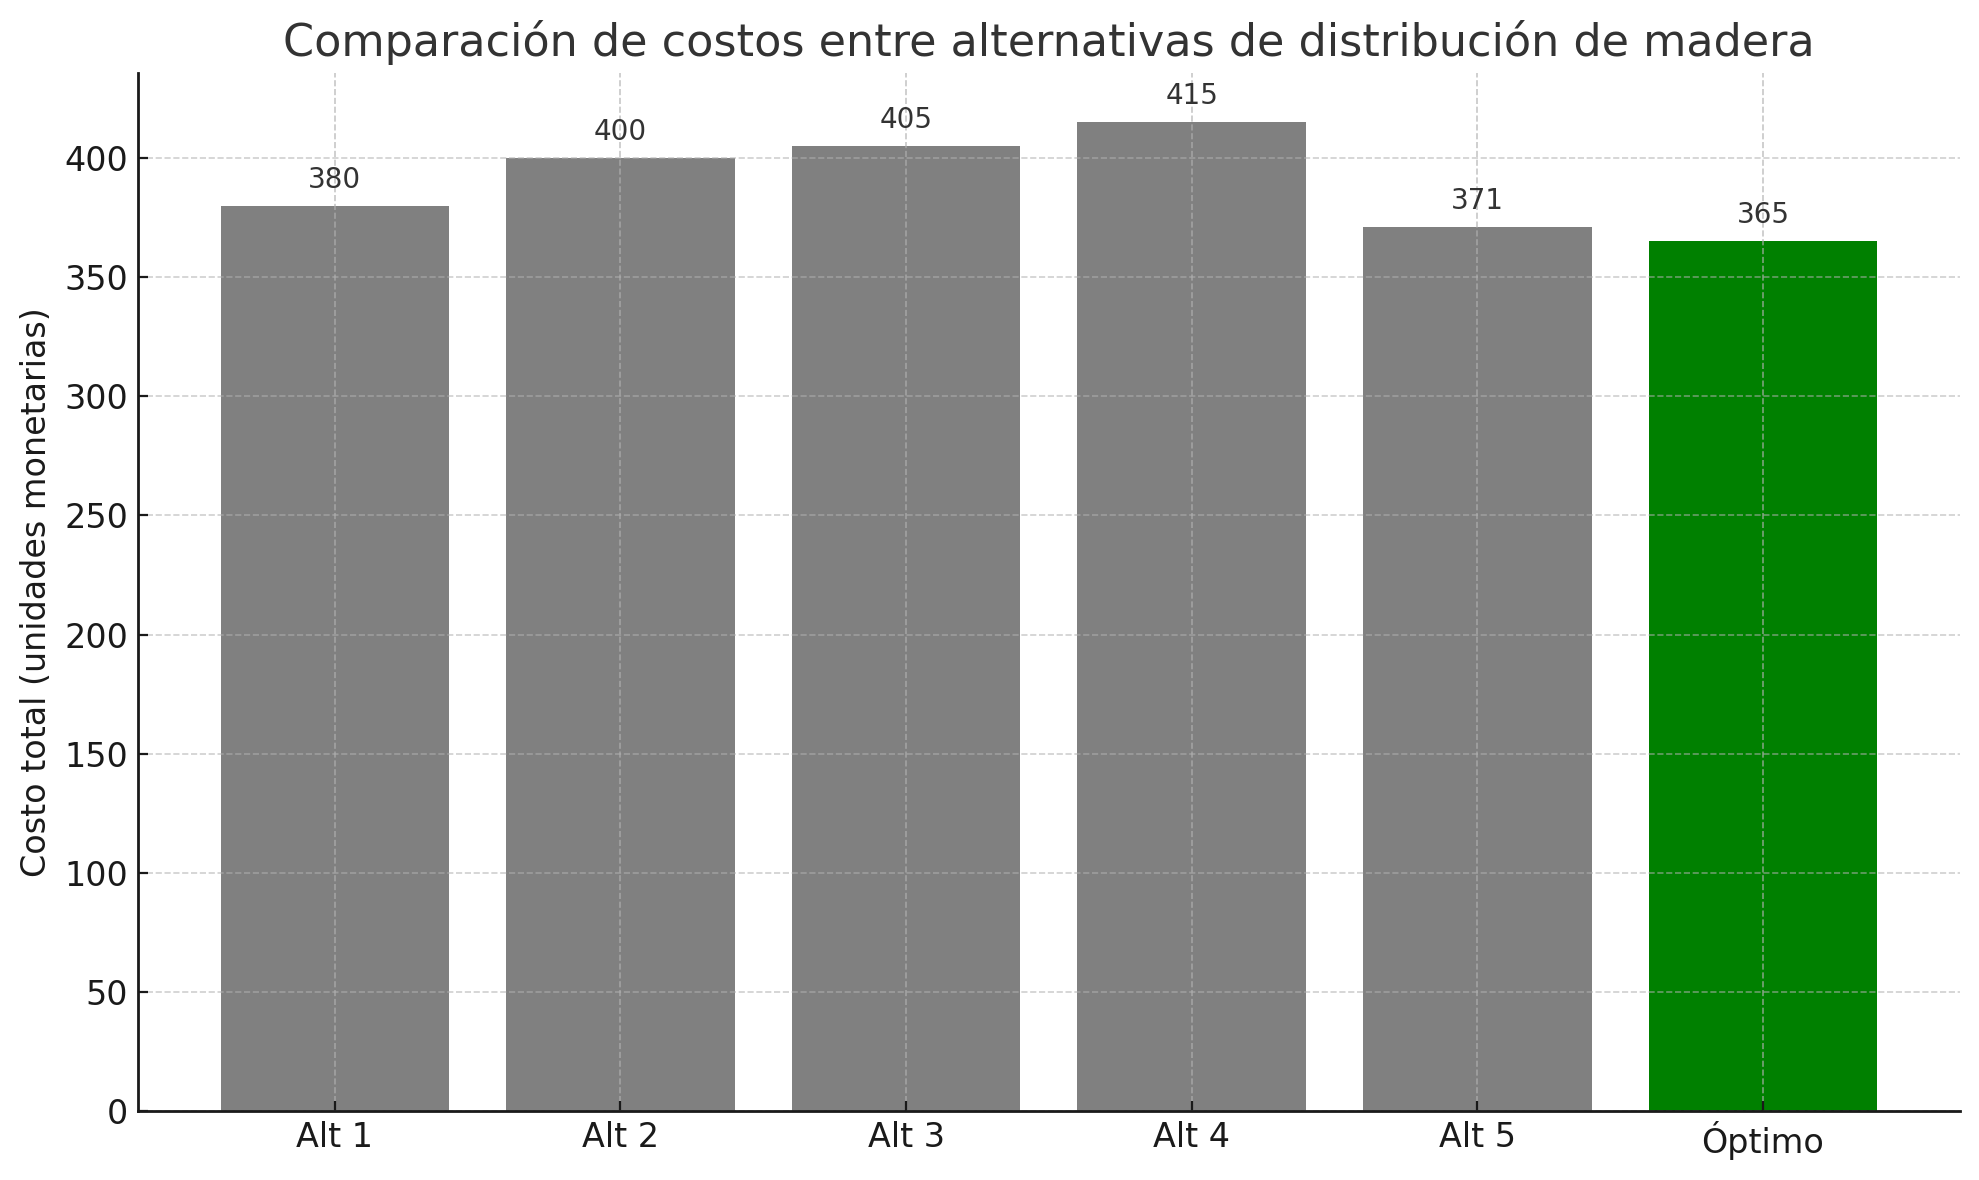 Comparación de costos entre alternativas de distribución de madera
Costo total (unidades monetarias)
400
350
300
250
200
150
100
50
0
380
400
405
415
371
365
Alt 1
Alt 2
Alt 3
Alt 4
Alt 5
Óptimo